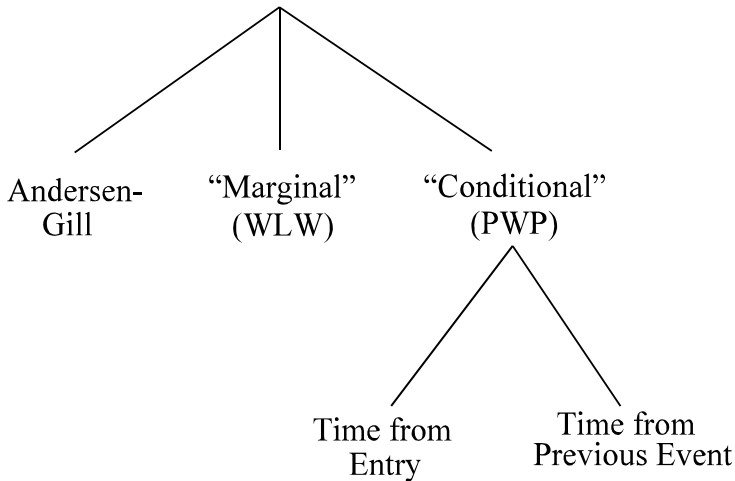 Andersen-
Gill
“Marginal”
(WLW)
“Conditional”
(PWP)
Time from
Entry
Time from
Previous Event